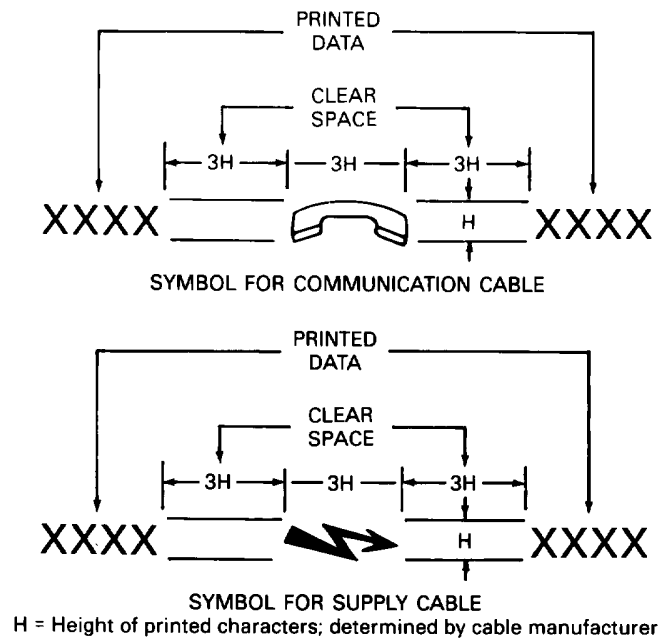 PRINTED
DATA
CLEAR
SPACE
3H 3H 3H
XXXX H XXXX
SYMBOL FOR COMMUNICATION CABLE
PRINTED
DATA
CLEAR
SPACE
3H 3H 3H
XXXX H XXXX
SYMBOL FOR SUPPLY CABLE
H = Height of printed characters; determined by cable manufacturer